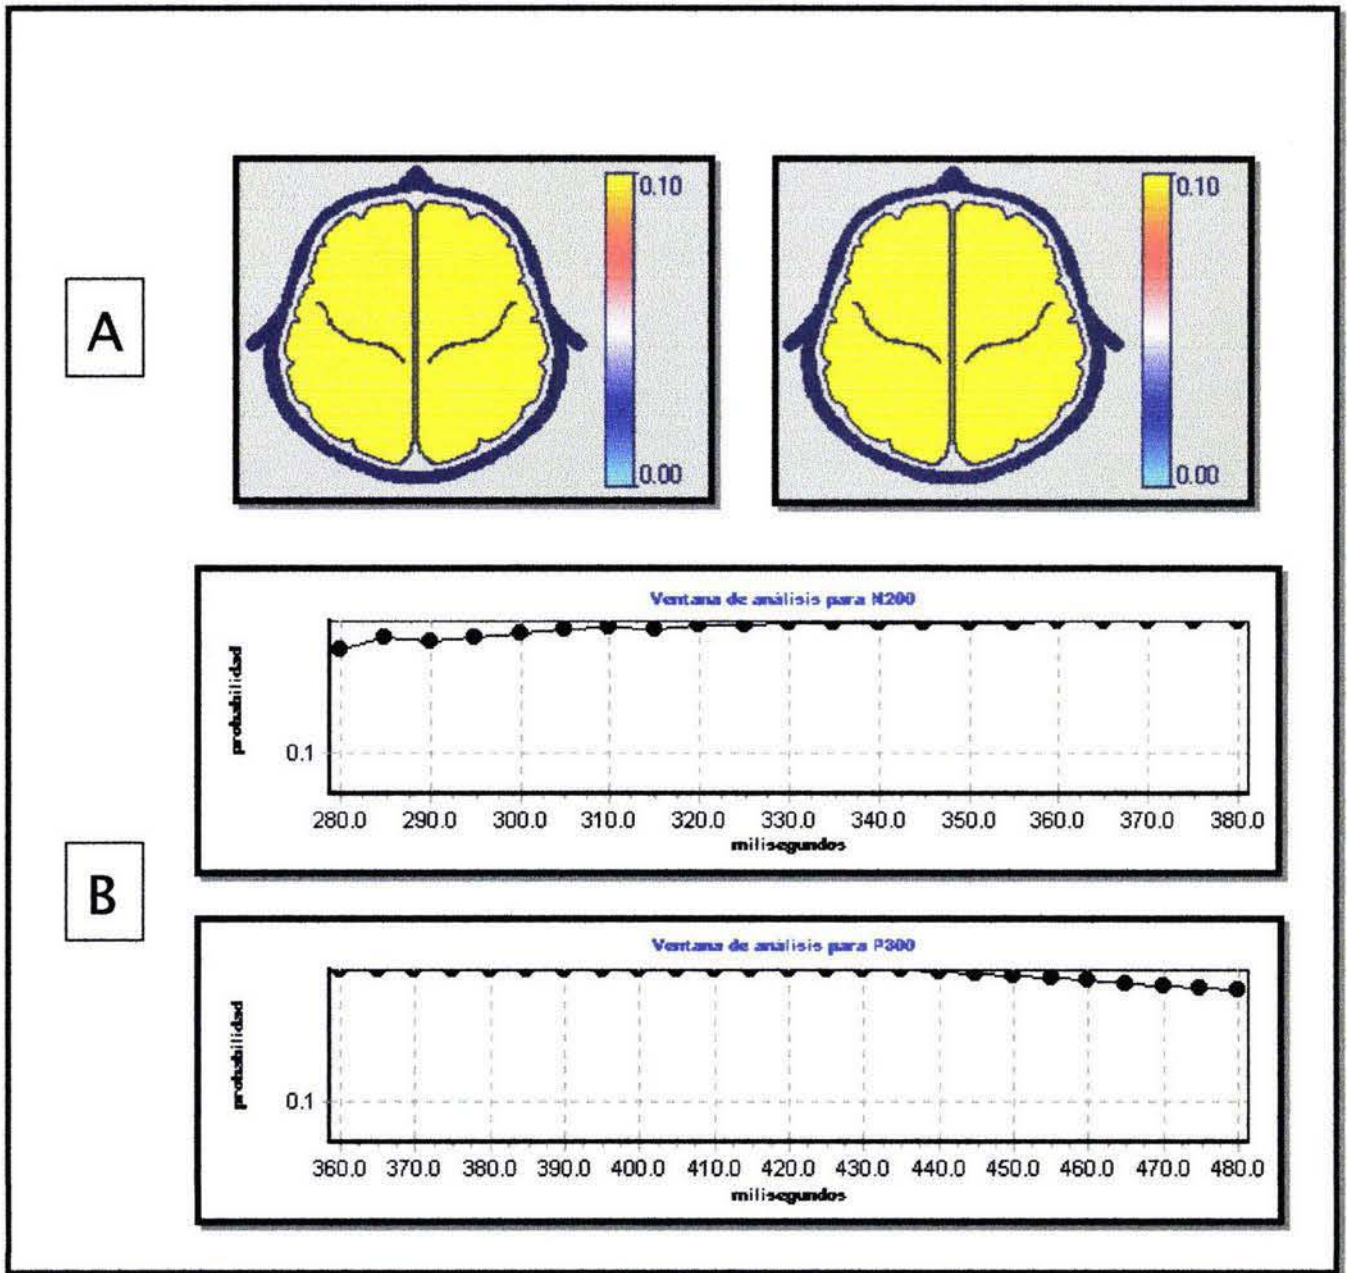 A
0.10
0.00
0.10
0.00
B
Ventana de análisis para N200
probabilidad
0.1
280.0 290.0 300.0 310.0 320.0 330.0 340.0 350.0 360.0 370.0 380.0
milisegundos
Ventana de análisis para P300
probabilidad
0.1
360.0 370.0 380.0 390.0 400.0 410.0 420.0 430.0 440.0 450.0 460.0 470.0 480.0
milisegundos